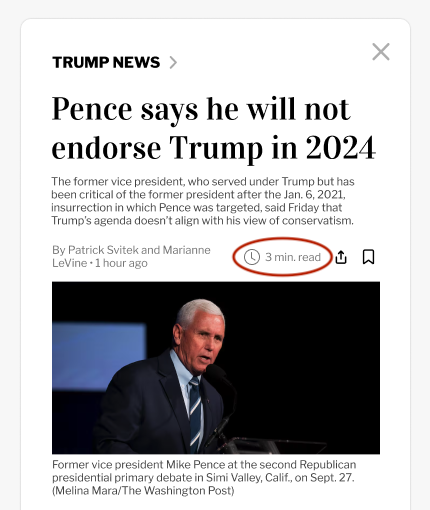 TRUMP NEWS
Pence says he will not
endorse Trump in 2024
The former vice president, who served under Trump but has
been critical of the former president after the Jan. 6, 2021,
insurrection in which Pence was targeted, said Friday that
Trump’s agenda doesn’t align with his view of conservatism.
By Patrick Svitek and Marianne
LeVine • 1 hour ago
3 min. read
Former vice president Mike Pence at the second Republican
presidential primary debate in Simi Valley, Calif., on Sept. 27.
(Melina Mara/The Washington Post)